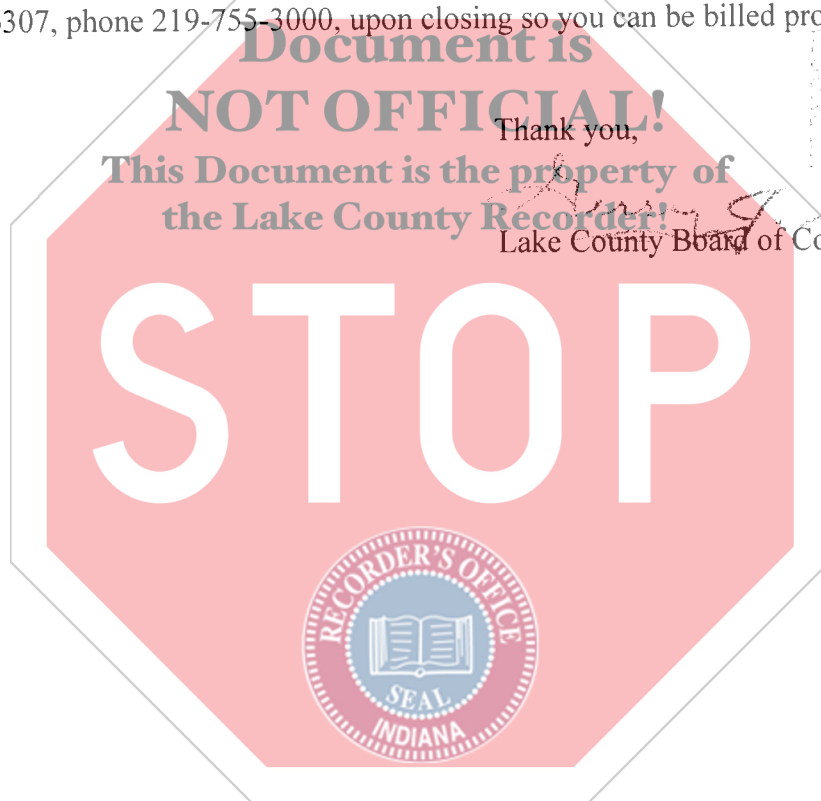 307, phone 219-755-3000, upon closing so you can be billed pro
Document is
NOT OFFICIAL!
Thank you,
This Document is the property of
the Lake County Recorder!
Lake County Board of Co
STOP
RECORDER'S OFFICE
SEAL
INDIANA